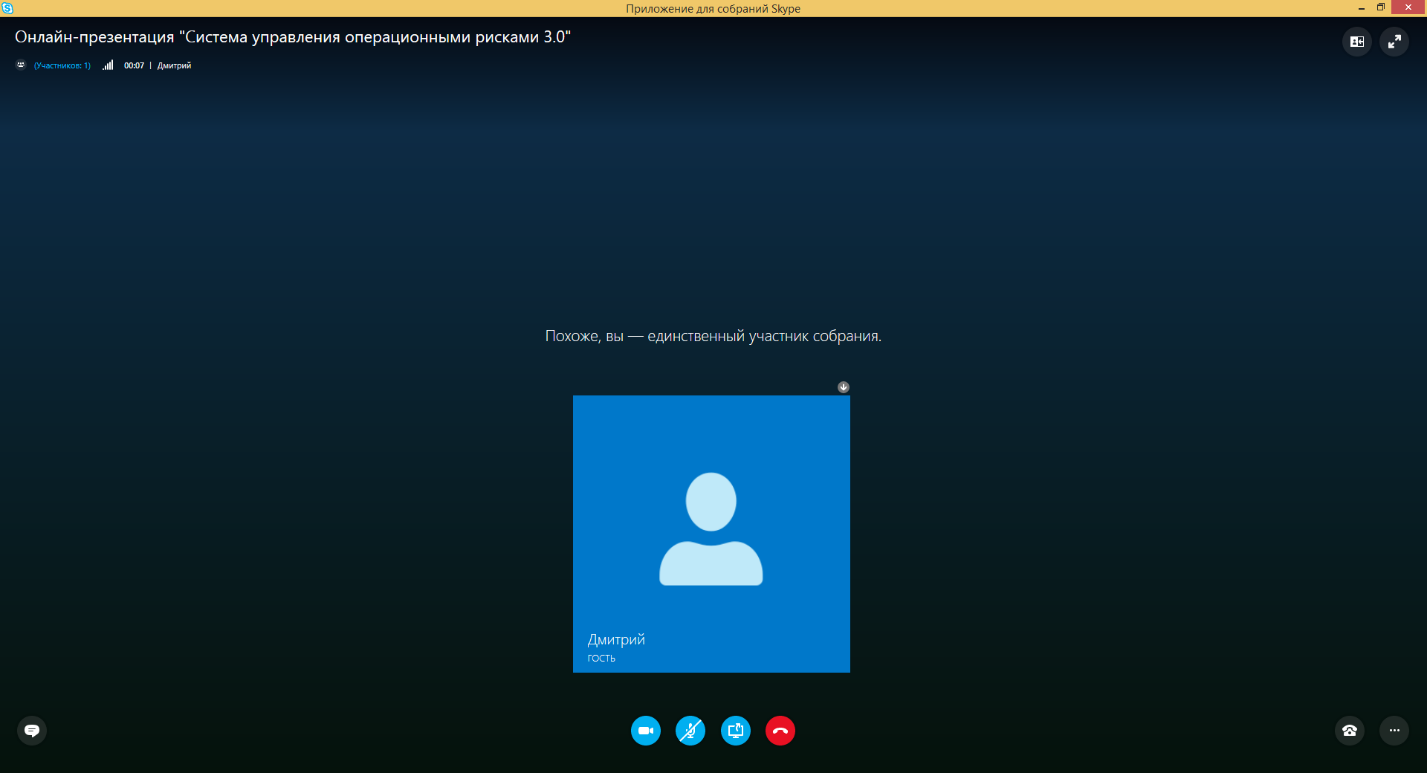 Приложение для собраний Skype
Онлайн-презентация "Система управления операционными рисками 3.0"
(Участников: 1) 00:07 | Дмитрий
Похоже, вы — единственный участник собрания.
Дмитрий
ГОСТЬ